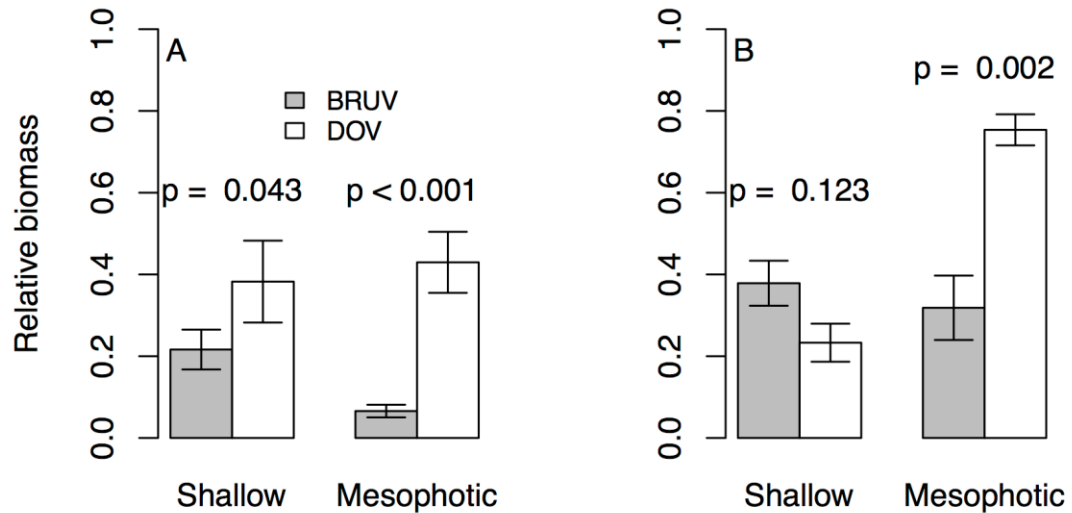 A
BRUV
DOV
p = 0.043
p < 0.001
Relative biomass
0.0
0.2
0.4
0.6
0.8
1.0
Shallow
Mesophotic
B
p = 0.002
p = 0.123
0.0
0.2
0.4
0.6
0.8
1.0
Shallow
Mesophotic